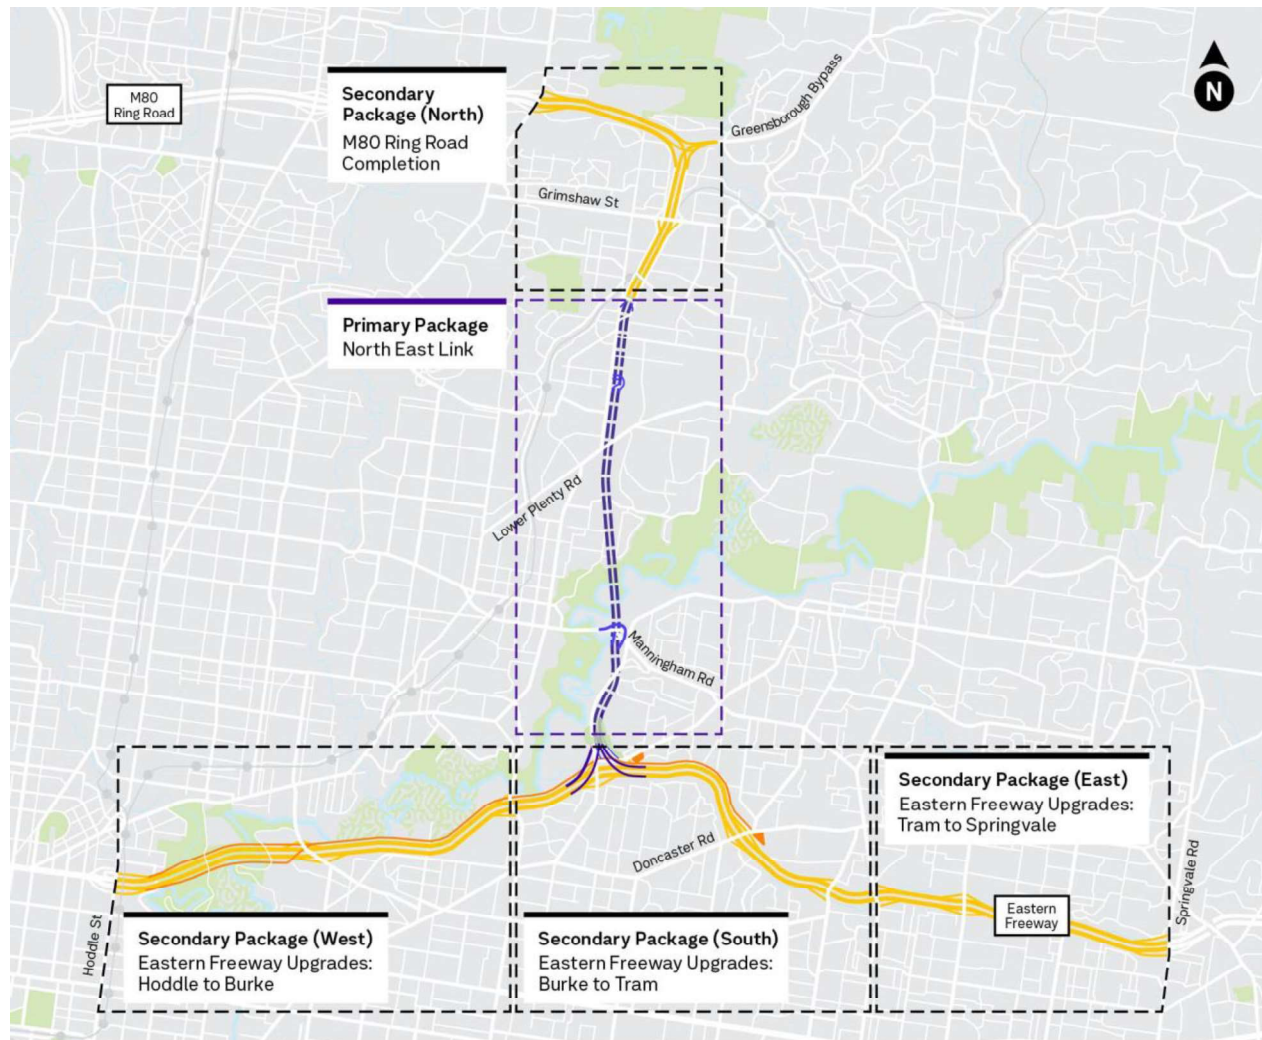 M80
Ring Road
Secondary
Package (North)
M80 Ring Road
Completion
Greensborough Bypass
N
Grimshaw St
Primary Package
North East Link
Lower Plenty Rd
Manningham Rd
Secondary Package (East)
Eastern Freeway Upgrades:
Tram to Springvale
Doncaster Rd
Springvale Rd
Eastern
Freeway
Hoddle St
Secondary Package (West)
Eastern Freeway Upgrades:
Hoddle to Burke
Secondary Package (South)
Eastern Freeway Upgrades:
Burke to Tram